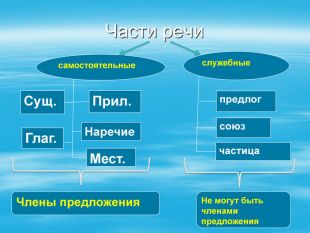 Части речи
самостоятельные
служебные
Сущ.
Прил.
Глаг.
Наречие
Мест.
предлог
союз
частица
Члены предложения
Не могут быть
членами
предложения